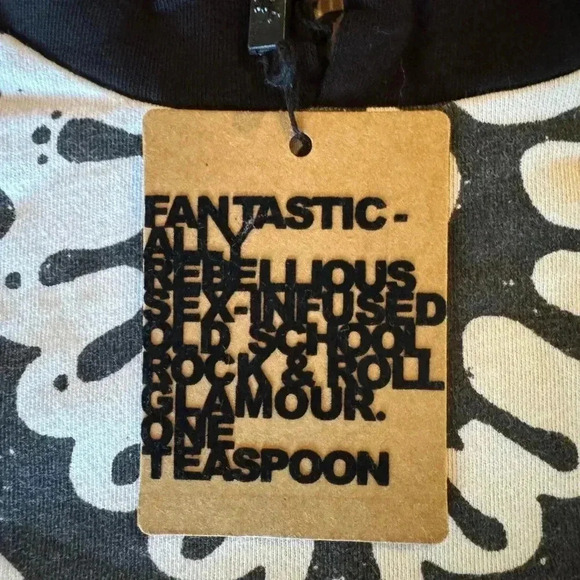 FANTASTIC-
ALLY
REBELLIOUS
SEX-INFUSED
OLD SCHOOL
ROCK & ROLL
GLAMOUR.
ONE
TEASPOON